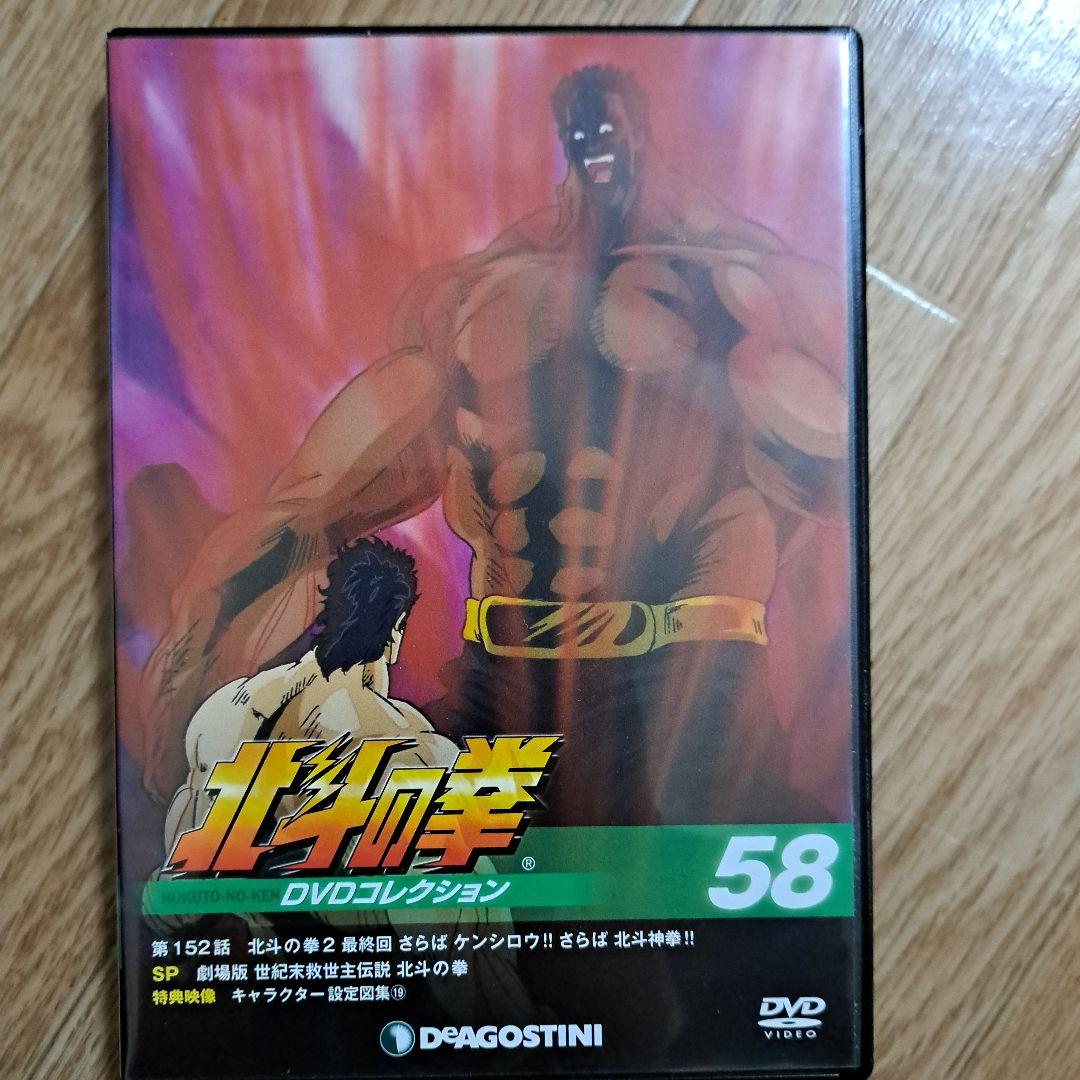 北斗の拳®
HOKUTO-NO-KEN DVDコレクション
58
第152話 北斗の拳2 最終回 さらば ケンシロウ!! さらば 北斗神拳!!
SP 劇場版 世紀末救世主伝説 北斗の拳
特典映像 キャラクター設定図集⑲
DeAGOSTINI
DVD
VIDEO